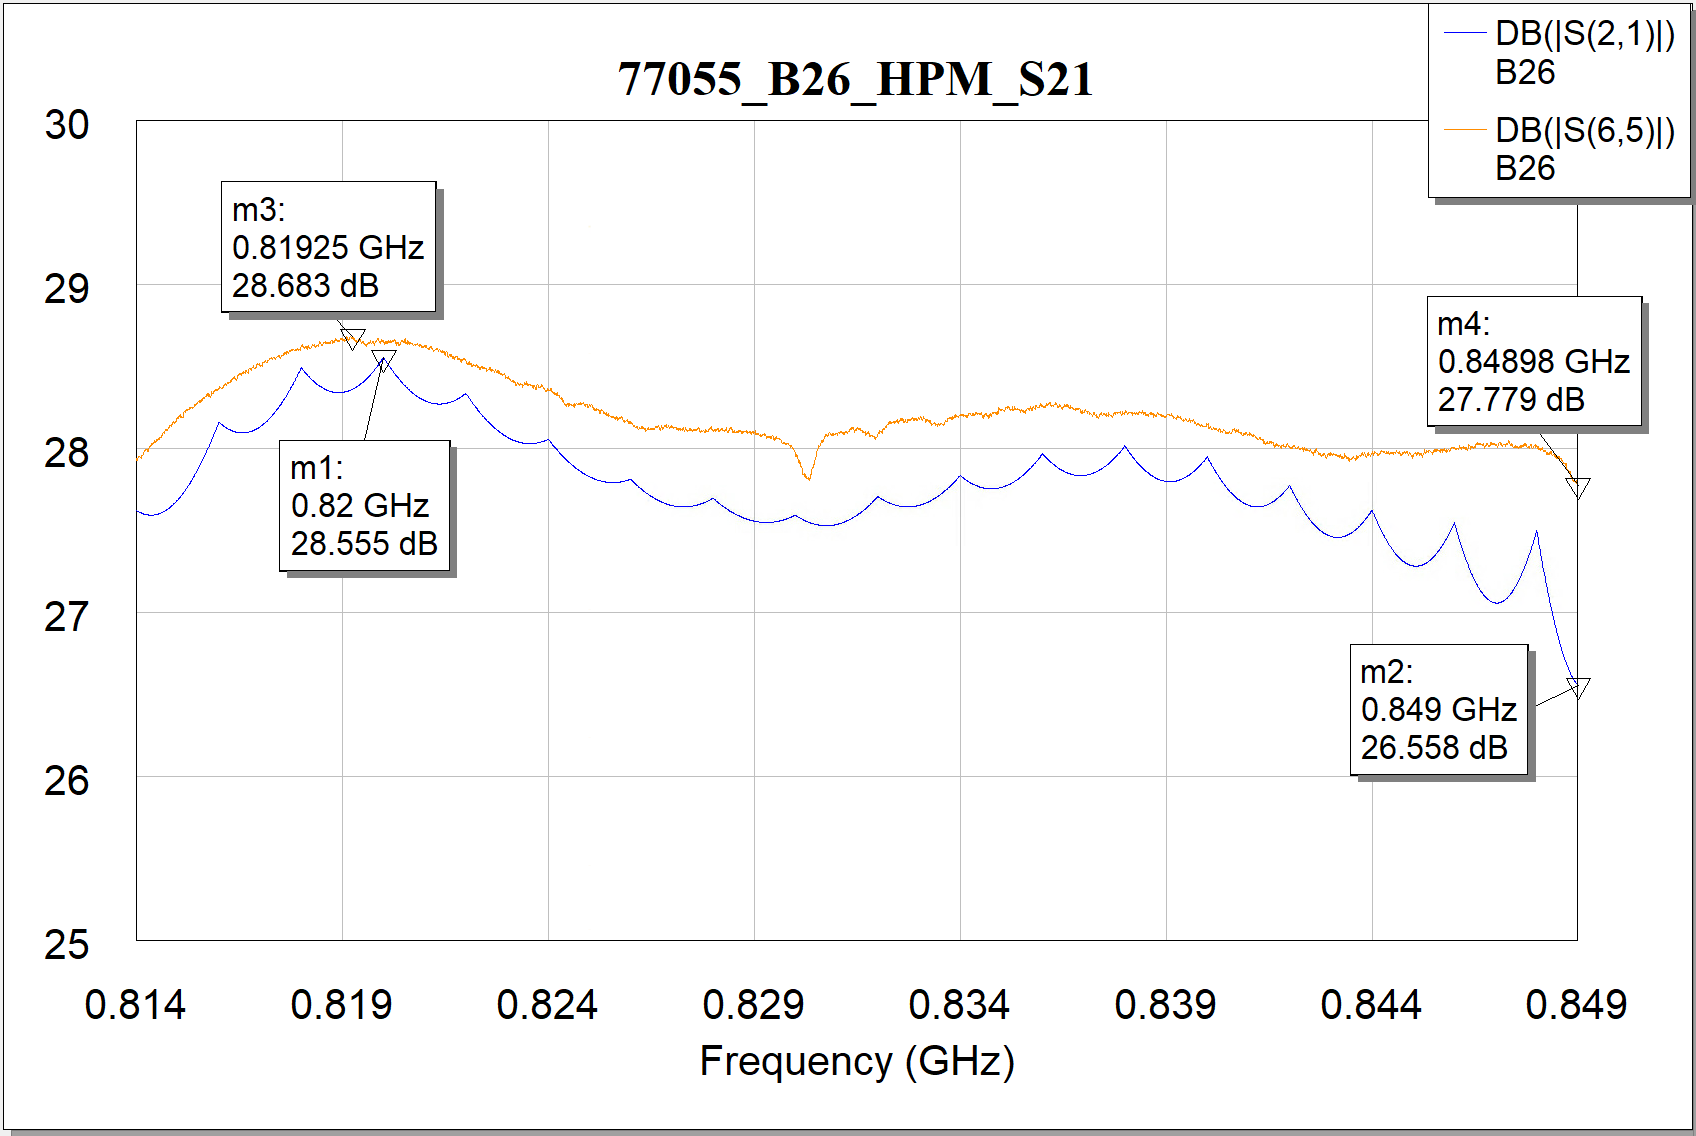 77055_B26_HPM_S21
DB(|S(2,1)|)
B26
DB(|S(6,5)|)
B26
30
29
28
27
26
25
m3:
0.81925 GHz
28.683 dB
m1:
0.82 GHz
28.555 dB
m4:
0.84898 GHz
27.779 dB
m2:
0.849 GHz
26.558 dB
0.814 0.819 0.824 0.829 0.834 0.839 0.844 0.849
Frequency (GHz)